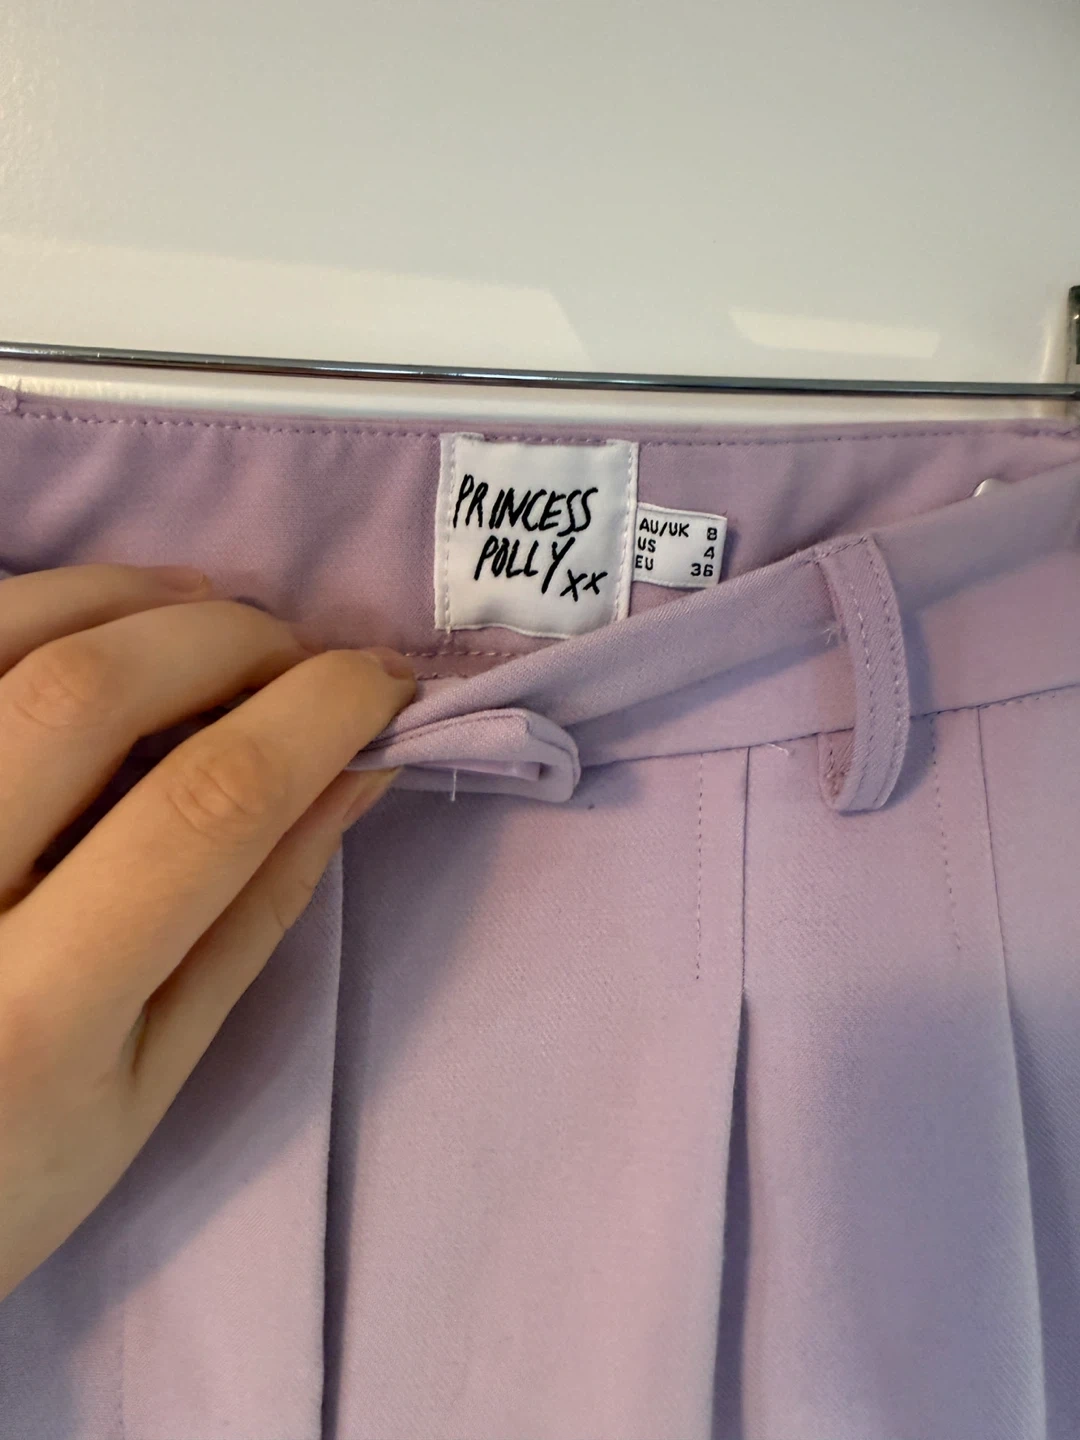 PRINCESS
POLLY xx
AU/UK 8
US 4
EU 36